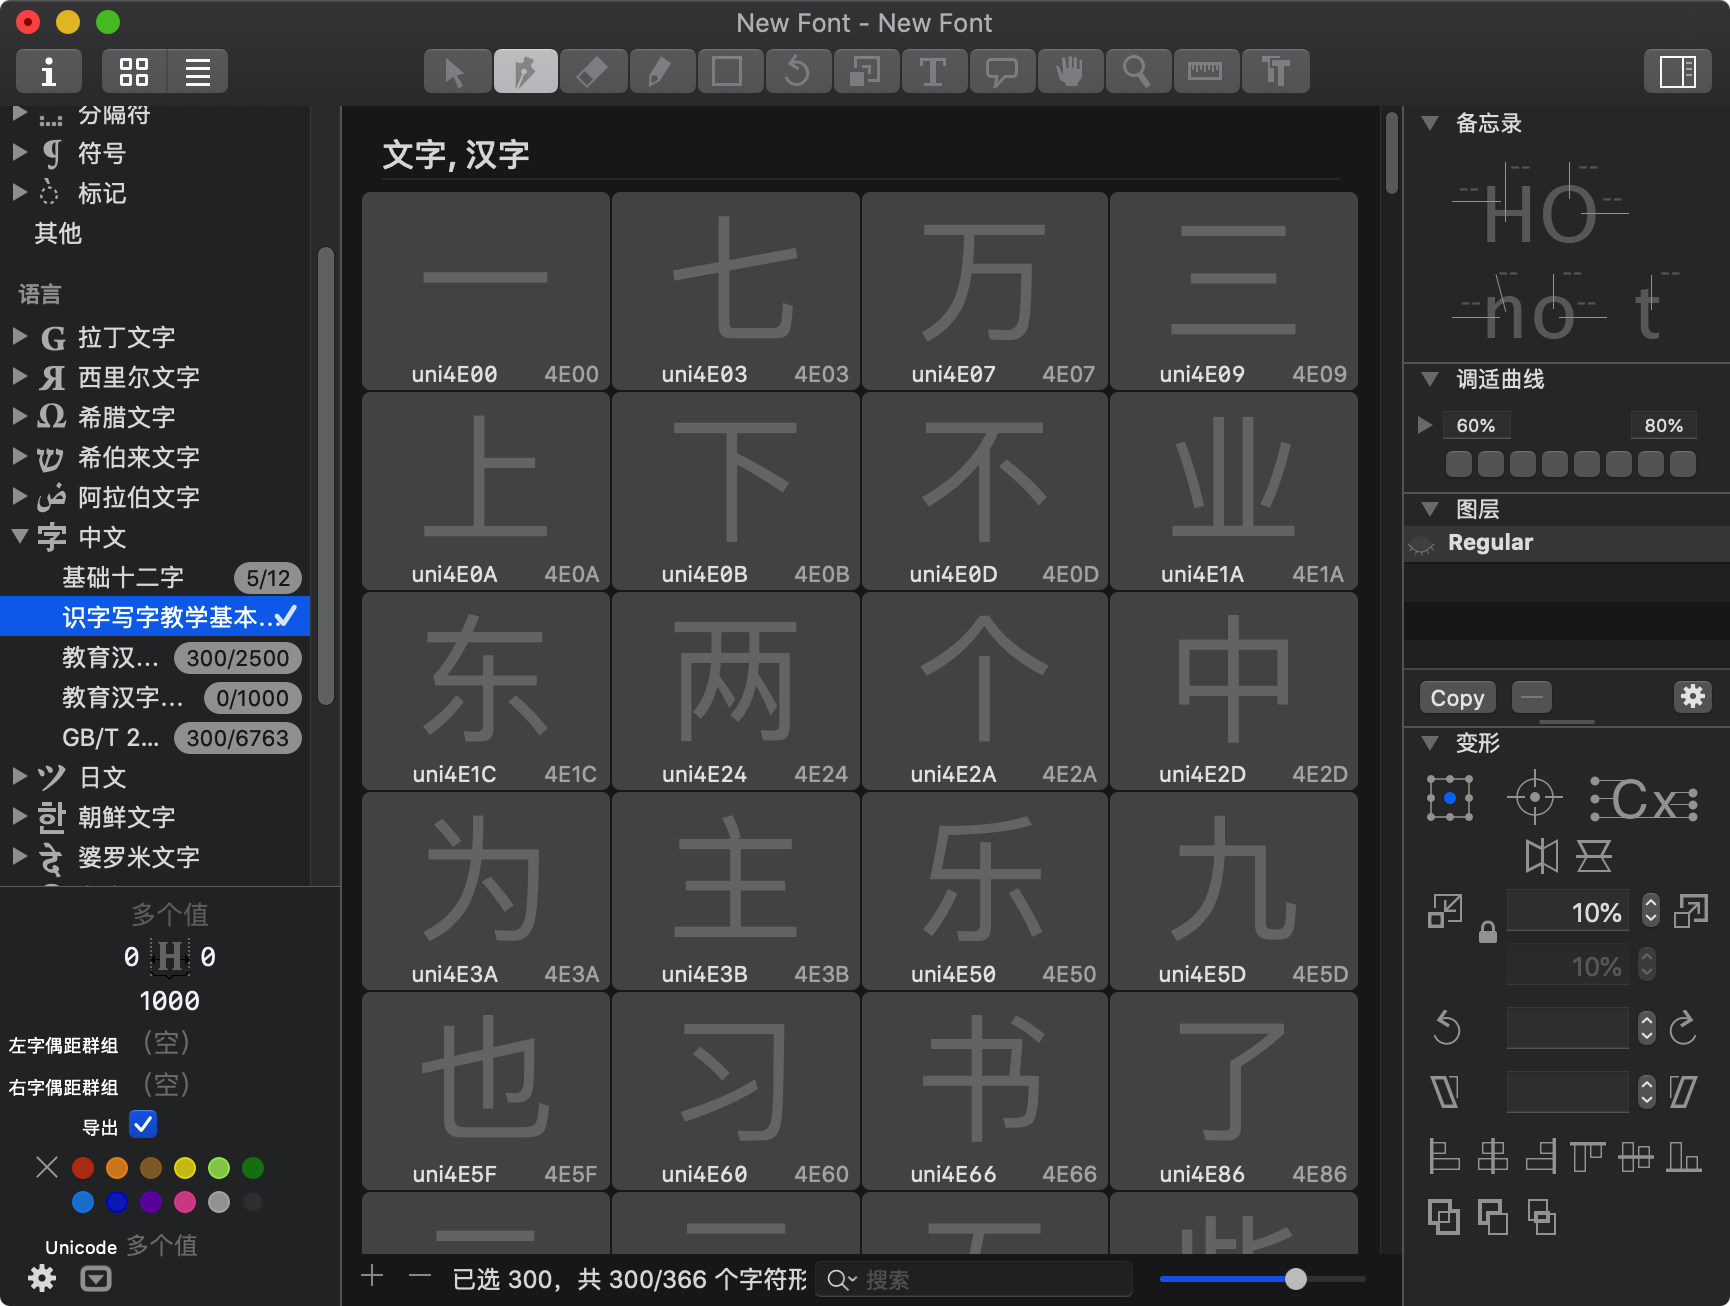 New Font - New Font
分隔符
符号
标记
其他
语言
G 拉丁文字
Я 西里尔文字
Ω 希腊文字
ש 希伯来文字
ض 阿拉伯文字
字 中文
基础十二字 5/12
识字写字教学基本…
教育汉… 300/2500
教育汉字… 0/1000
GB/T 2… 300/6763
ツ 日文
한 朝鲜文字
दे 婆罗米文字
多个值
0 H 0
1000
左字偶距群组 (空)
右字偶距群组 (空)
导出
Unicode 多个值
文字, 汉字
一 七 万 三
uni4E00 4E00 uni4E03 4E03 uni4E07 4E07 uni4E09 4E09
上 下 不 业
uni4E0A 4E0A uni4E0B 4E0B uni4E0D 4E0D uni4E1A 4E1A
东 两 个 中
uni4E1C 4E1C uni4E24 4E24 uni4E2A 4E2A uni4E2D 4E2D
为 主 乐 九
uni4E3A 4E3A uni4E3B 4E3B uni4E50 4E50 uni4E5D 4E5D
也 习 书 了
uni4E5F 4E5F uni4E60 4E60 uni4E66 4E66 uni4E86 4E86
已选 300，共 300/366 个字符形
搜索
备忘录
HO
no t
调适曲线
60% 80%
图层
Regular
Copy
变形
Cx
10%
10%